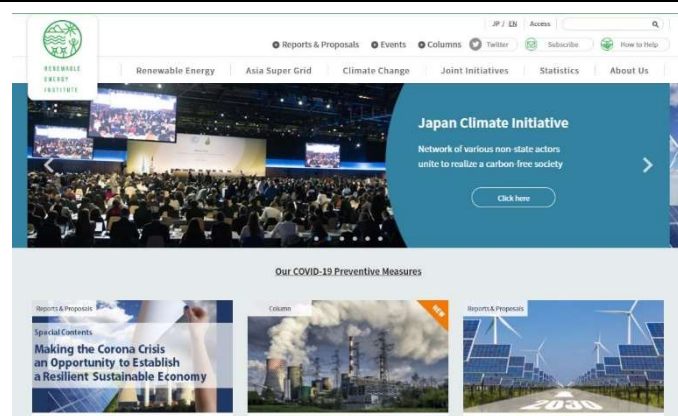 JP / EN Access
Reports & Proposals Events Columns Twitter Subscribe How to Help
RENEWABLE
ENERGY
INSTITUTE
Renewable Energy Asia Super Grid Climate Change Joint Initiatives Statistics About Us
Japan Climate Initiative
Network of various non-state actors
unite to realize a carbon-free society
Click here
Our COVID-19 Preventive Measures
Reports & Proposals
Special Contents
Making the Corona Crisis
an Opportunity to Establish
a Resilient Sustainable Economy
Column
NEW
Reports & Proposals
2030